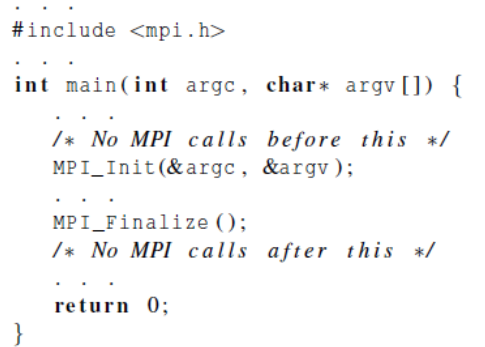 . . .
#include <mpi.h>
. . .
int main(int argc, char* argv[]) {
. . .
/* No MPI calls before this */
MPI_Init(&argc, &argv);
. . .
MPI_Finalize();
/* No MPI calls after this */
. . .
return 0;
}